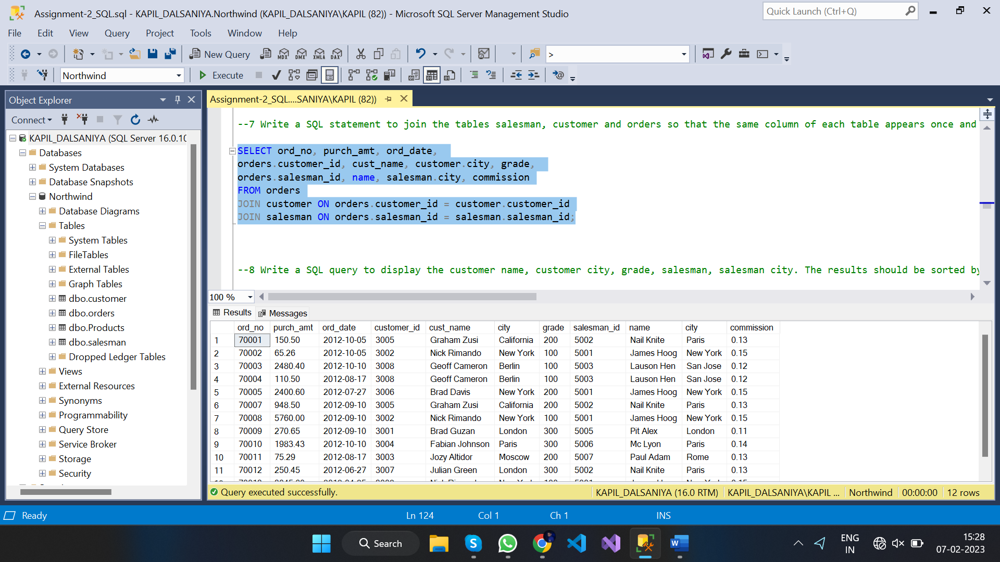 Assignment-2_SQL.sql - KAPIL_DALSANIYA.Northwind (KAPIL_DALSANIYA\KAPIL (82)) - Microsoft SQL Server Management Studio
Quick Launch (Ctrl+Q)
File Edit View Query Project Tools Window Help
New Query MDX DMX XMLA DAX >
Northwind Execute
Object Explorer
Connect
KAPIL_DALSANIYA (SQL Server 16.0.10
Databases
System Databases
Database Snapshots
Northwind
Database Diagrams
Tables
System Tables
FileTables
External Tables
Graph Tables
dbo.customer
dbo.orders
dbo.Products
dbo.salesman
Dropped Ledger Tables
Views
External Resources
Synonyms
Programmability
Query Store
Service Broker
Storage
Security
Assignment-2_SQL....SANIYA\KAPIL (82))
--7 Write a SQL statement to join the tables salesman, customer and orders so that the same column of each table appears once and
SELECT ord_no, purch_amt, ord_date,
orders.customer_id, cust_name, customer.city, grade,
orders.salesman_id, name, salesman.city, commission
FROM orders
JOIN customer ON orders.customer_id = customer.customer_id
JOIN salesman ON orders.salesman_id = salesman.salesman_id;
--8 Write a SQL query to display the customer name, customer city, grade, salesman, salesman city. The results should be sorted by
100 %
Results Messages
ord_no purch_amt ord_date customer_id cust_name city grade salesman_id name city commission
1 70001 150.50 2012-10-05 3005 Graham Zusi California 200 5002 Nail Knite Paris 0.13
2 70002 65.26 2012-10-05 3002 Nick Rimando New York 100 5001 James Hoog New York 0.15
3 70003 2480.40 2012-10-10 3008 Geoff Cameron Berlin 100 5003 Lauson Hen San Jose 0.12
4 70004 110.50 2012-08-17 3008 Geoff Cameron Berlin 100 5003 Lauson Hen San Jose 0.12
5 70005 2400.60 2012-07-27 3006 Brad Davis New York 200 5001 James Hoog New York 0.15
6 70007 948.50 2012-09-10 3005 Graham Zusi California 200 5002 Nail Knite Paris 0.13
7 70008 5760.00 2012-09-10 3002 Nick Rimando New York 100 5001 James Hoog New York 0.15
8 70009 270.65 2012-09-10 3001 Brad Guzan London 300 5005 Pit Alex London 0.11
9 70010 1983.43 2012-10-10 3004 Fabian Johnson Paris 300 5006 Mc Lyon Paris 0.14
10 70011 75.29 2012-08-17 3003 Jozy Altidor Moscow 200 5007 Paul Adam Rome 0.13
11 70012 250.45 2012-06-27 3007 Julian Green London 300 5002 Nail Knite Paris 0.13
Query executed successfully. KAPIL_DALSANIYA (16.0 RTM) KAPIL_DALSANIYA\KAPIL ... Northwind 00:00:00 12 rows
Ready Ln 124 Col 1 Ch 1 INS
Search
ENG
IN
15:28
07-02-2023